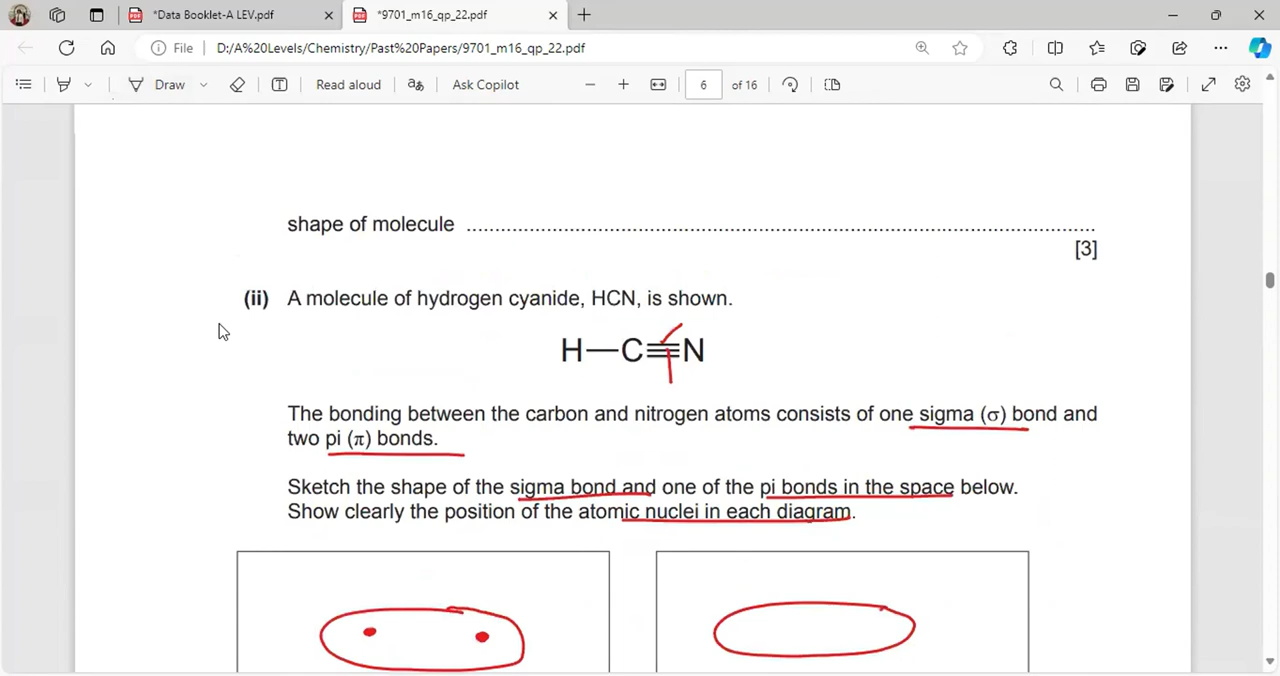 *Data Booklet-A LEV.pdf
*9701_m16_qp_22.pdf
File D:/A%20Levels/Chemistry/Past%20Papers/9701_m16_qp_22.pdf
Draw Read aloud aあ Ask Copilot 6 of 16
shape of molecule ..........................................................................................................................
[3]
(ii) A molecule of hydrogen cyanide, HCN, is shown.
H—C≡N
The bonding between the carbon and nitrogen atoms consists of one sigma (σ) bond and
two pi (π) bonds.
Sketch the shape of the sigma bond and one of the pi bonds in the space below.
Show clearly the position of the atomic nuclei in each diagram.